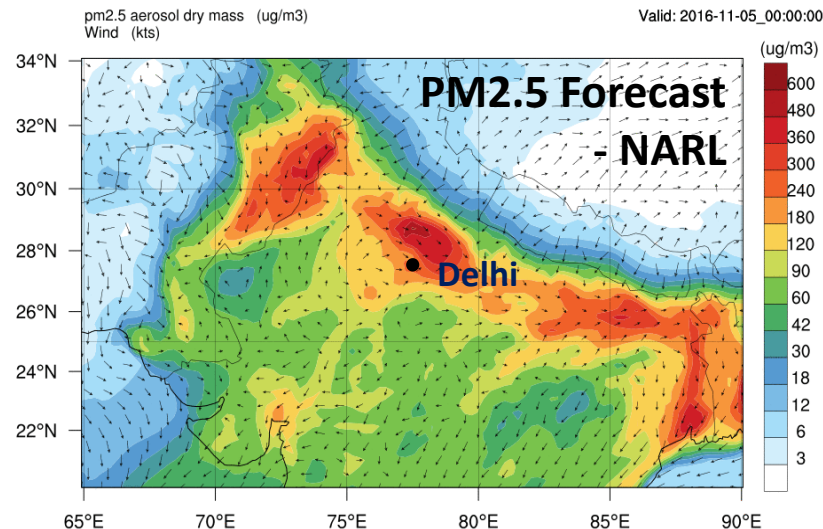 pm2.5 aerosol dry mass (ug/m3)
Wind (kts)
Valid: 2016-11-05_00:00:00
(ug/m3)
PM2.5 Forecast
- NARL
Delhi
34°N
32°N
30°N
28°N
26°N
24°N
22°N
65°E
70°E
75°E
80°E
85°E
90°E
600
480
360
300
240
180
120
90
60
42
30
18
12
6
3